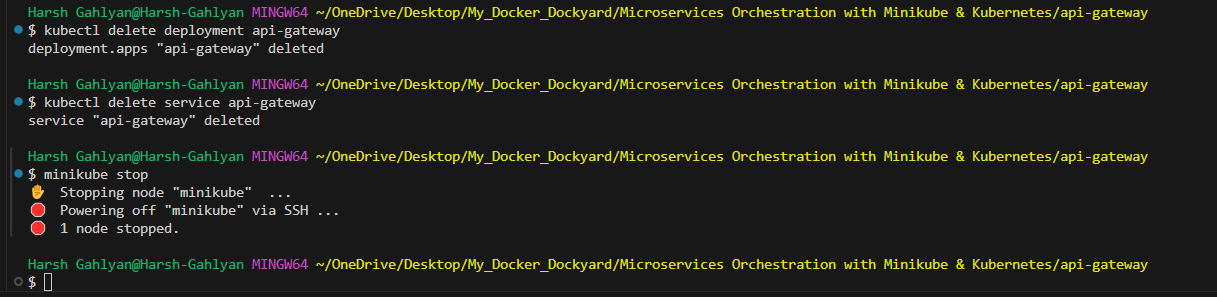 Harsh Gahlyan@Harsh-Gahlyan MINGW64 ~/OneDrive/Desktop/My_Docker_Dockyard/Microservices Orchestration with Minikube & Kubernetes/api-gateway
$ kubectl delete deployment api-gateway
deployment.apps "api-gateway" deleted
Harsh Gahlyan@Harsh-Gahlyan MINGW64 ~/OneDrive/Desktop/My_Docker_Dockyard/Microservices Orchestration with Minikube & Kubernetes/api-gateway
$ kubectl delete service api-gateway
service "api-gateway" deleted
Harsh Gahlyan@Harsh-Gahlyan MINGW64 ~/OneDrive/Desktop/My_Docker_Dockyard/Microservices Orchestration with Minikube & Kubernetes/api-gateway
$ minikube stop
✋  Stopping node "minikube"  ...
🛑  Powering off "minikube" via SSH ...
🛑  1 node stopped.
Harsh Gahlyan@Harsh-Gahlyan MINGW64 ~/OneDrive/Desktop/My_Docker_Dockyard/Microservices Orchestration with Minikube & Kubernetes/api-gateway
$